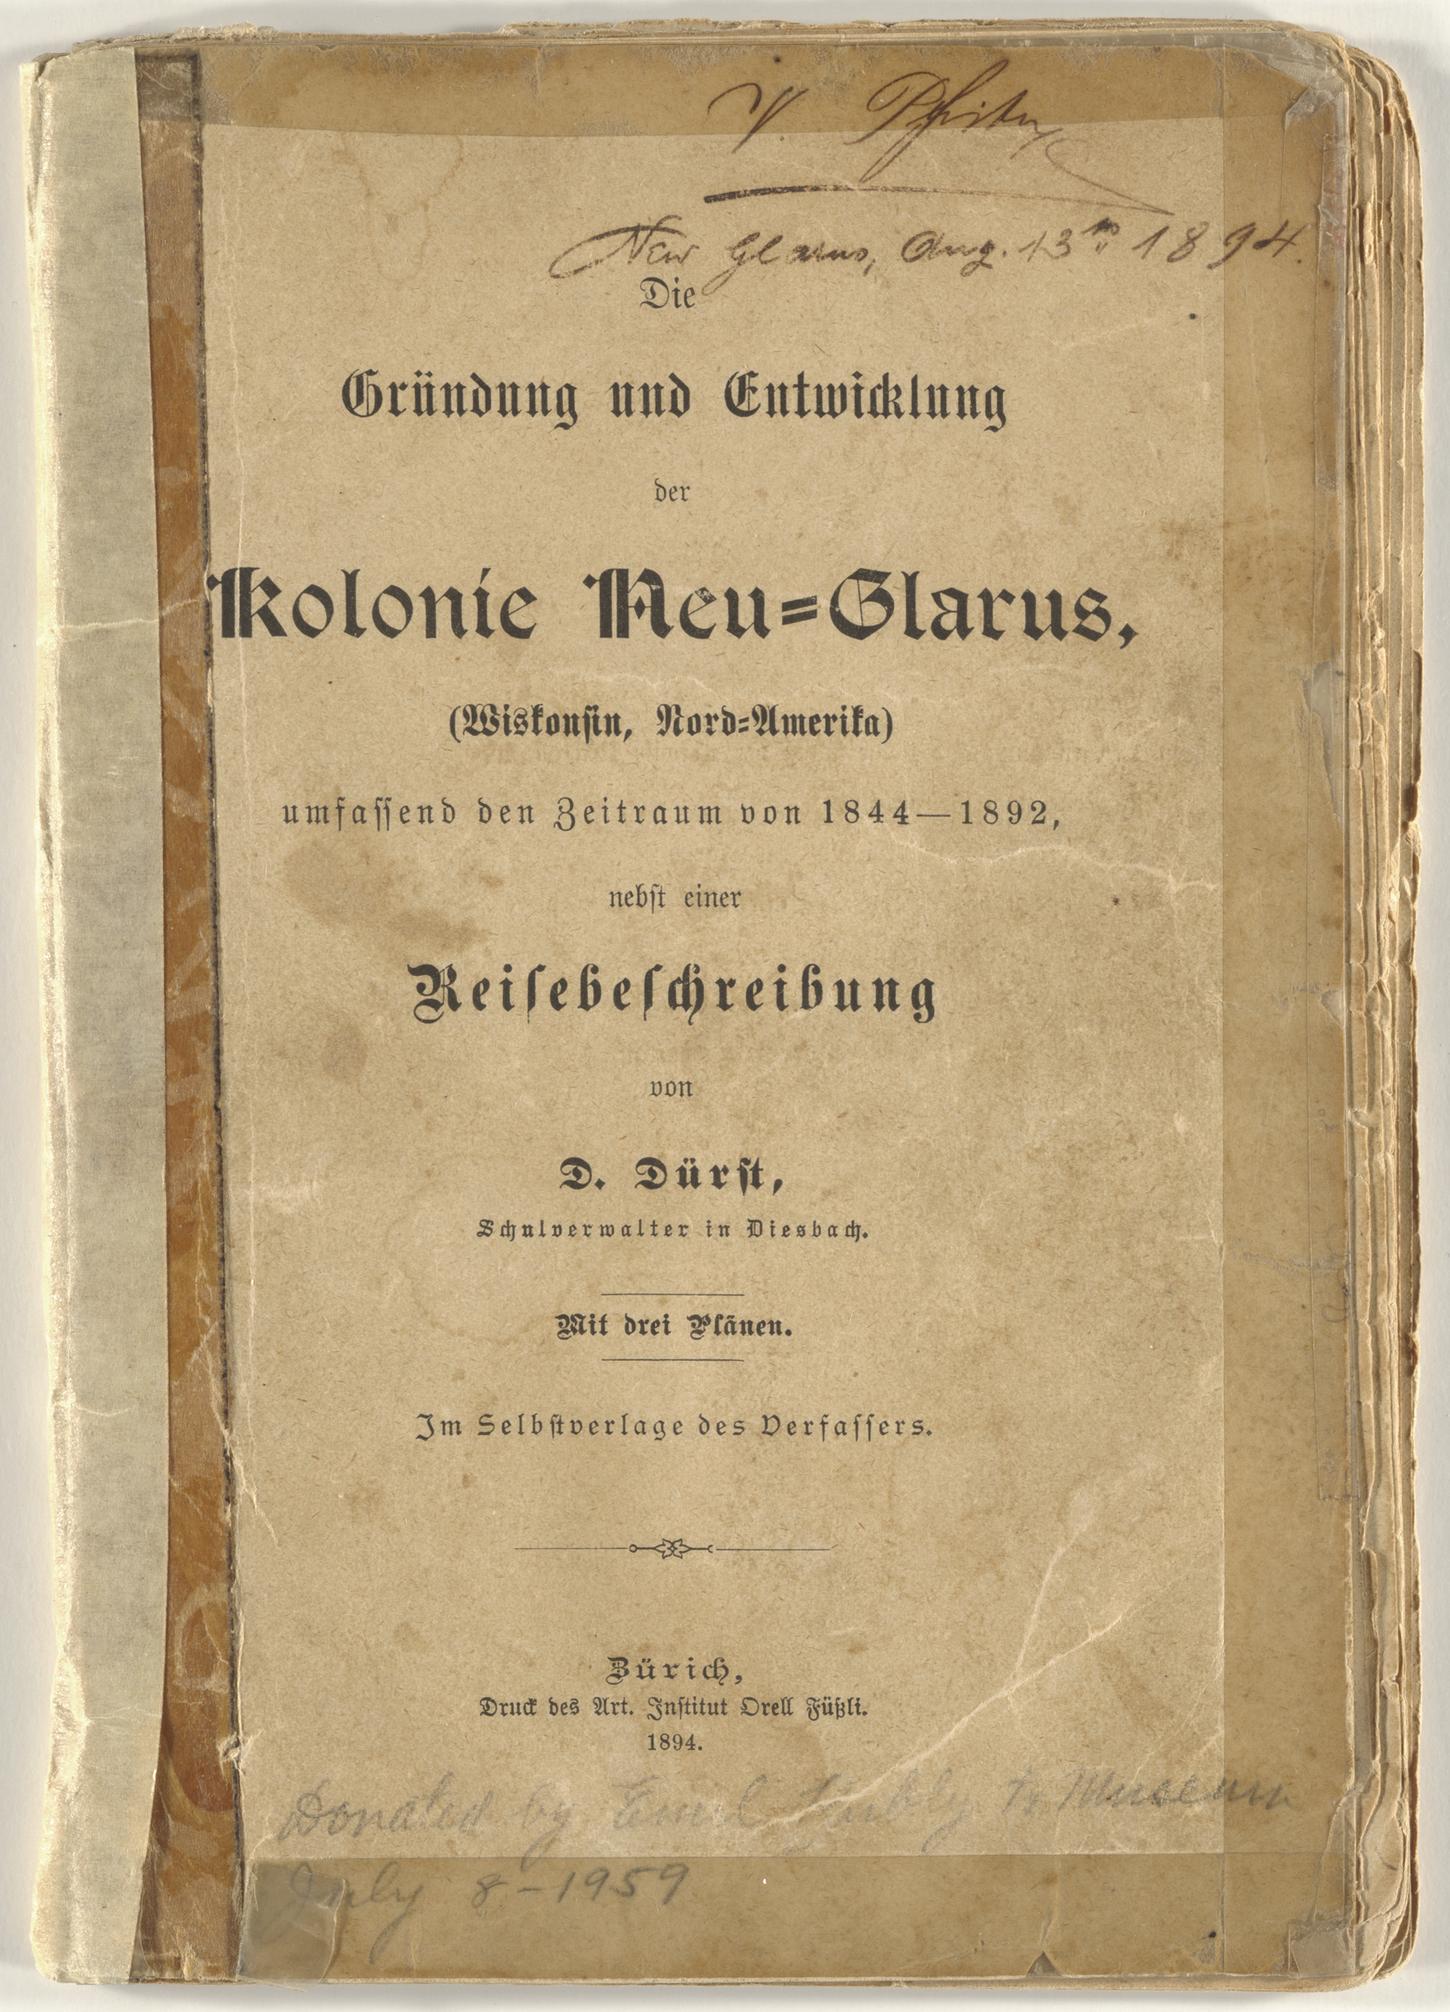 New Glarus, Aug. 13th 1894.
Die
Gründung und Entwicklung
der
Kolonie Neu=Glarus,
(Wiskonſin, Nord=Amerika)
umfaſſend den Zeitraum von 1844—1892,
nebſt einer
Reiſebeſchreibung
von
D. Dürſt,
Schulverwalter in Diesbach.
Mit drei Plänen.
Im Selbſtverlage des Verfaſſers.
Zürich,
Druck des Art. Inſtitut Orell Füßli.
1894.
Donated by Emil Kubly to Museum
July 8-1959